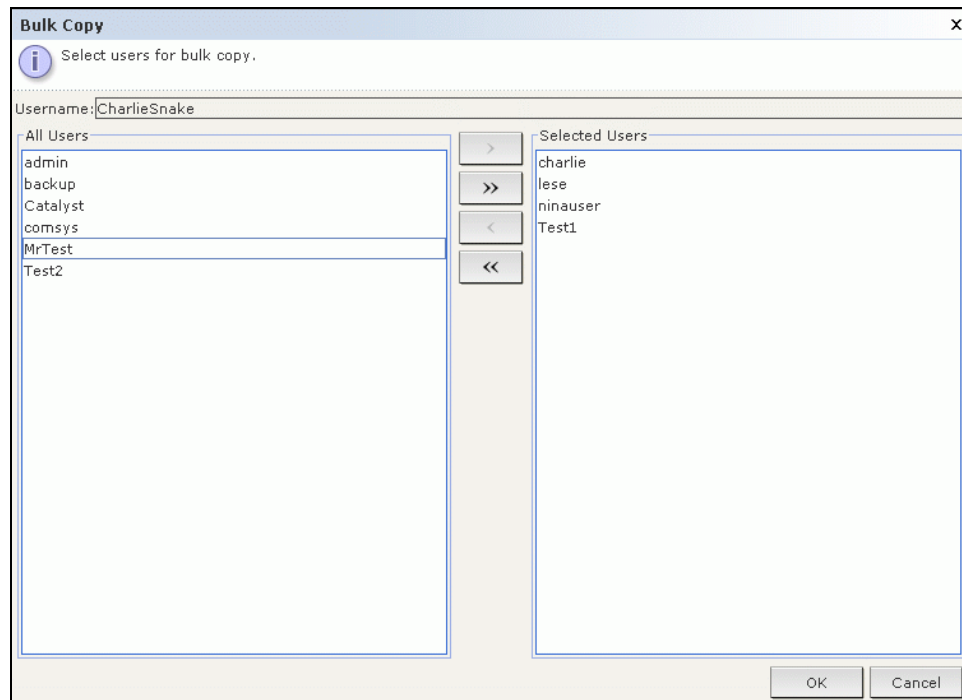 Bulk Copy x
i Select users for bulk copy.
Username: CharlieSnake
All Users
admin
backup
Catalyst
comsys
MrTest
Test2
>
>>
<
<<
Selected Users
charlie
lese
ninauser
Test1
OK Cancel